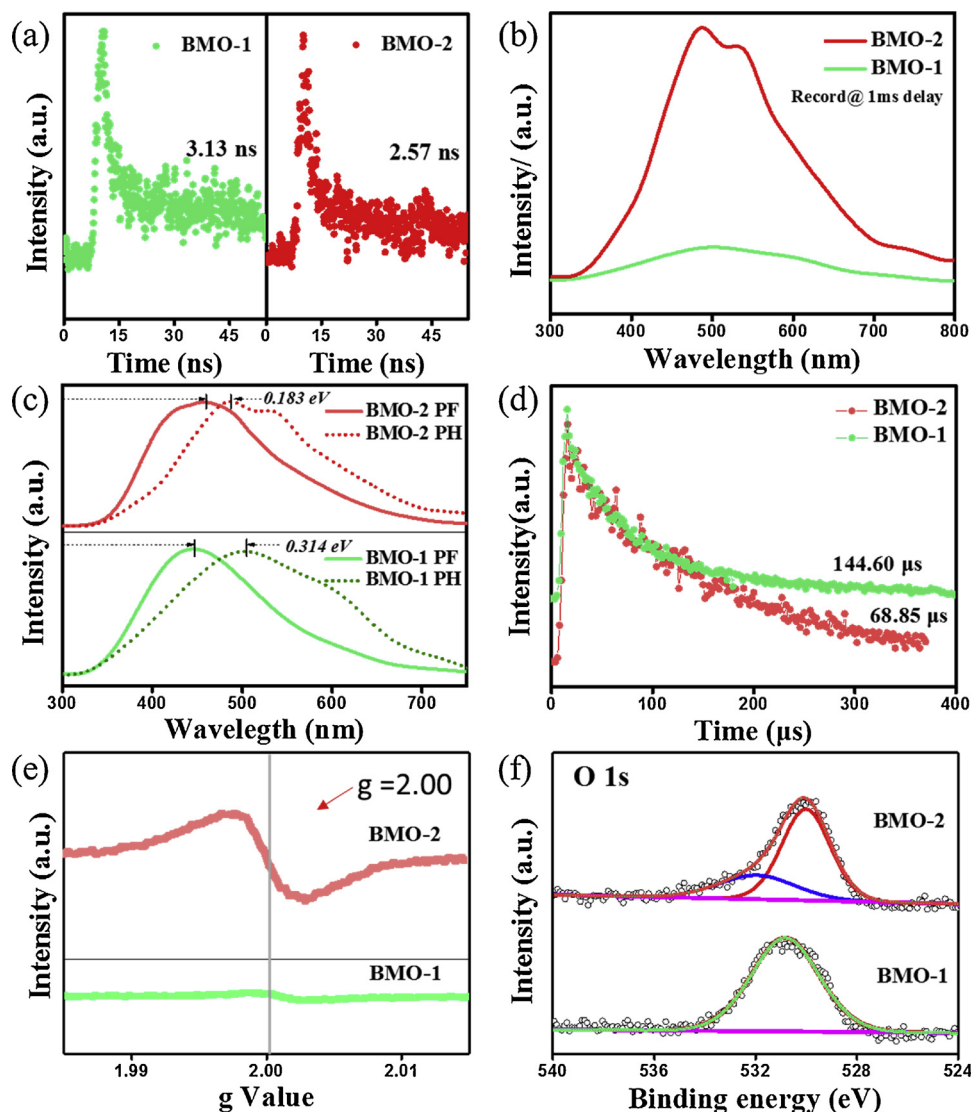 (a)
BMO-1
BMO-2
3.13 ns
2.57 ns
Intensity (a.u.)
0 15 30 45 0 15 30 45
Time (ns) Time (ns)
(b)
BMO-2
BMO-1
Record@ 1ms delay
Intensity/ (a.u.)
300 400 500 600 700 800
Wavelength (nm)
(c)
0.183 eV
BMO-2 PF
BMO-2 PH
0.314 eV
BMO-1 PF
BMO-1 PH
Intensity (a.u.)
300 400 500 600 700
Wavelegth (nm)
(d)
BMO-2
BMO-1
144.60 µs
68.85 µs
Intensity(a.u.)
0 100 200 300 400
Time (µs)
(e)
g =2.00
BMO-2
BMO-1
Intensity (a.u.)
1.99 2.00 2.01
g Value
(f)
O 1s
BMO-2
BMO-1
Intensity (a.u.)
540 536 532 528 524
Binding energy (eV)